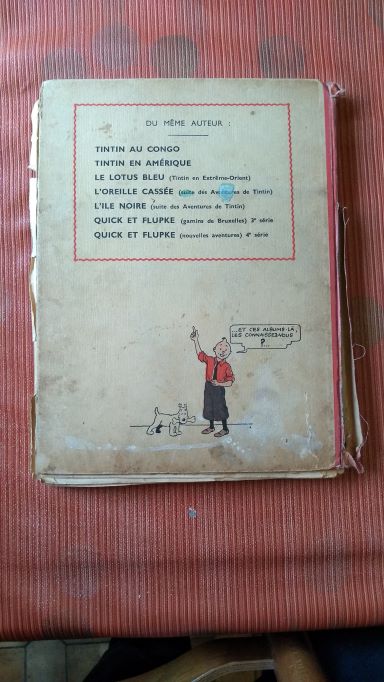 DU MÊME AUTEUR :
TINTIN AU CONGO
TINTIN EN AMÉRIQUE
LE LOTUS BLEU (Tintin en Extrême-Orient)
L'OREILLE CASSÉE (suite des Aventures de Tintin)
L'ILE NOIRE (suite des Aventures de Tintin)
QUICK ET FLUPKE (gamins de Bruxelles) 3e série
QUICK ET FLUPKE (nouvelles aventures) 4e série
...ET CES ALBUMS-LÀ,
LES CONNAISSEZ-VOUS
?...